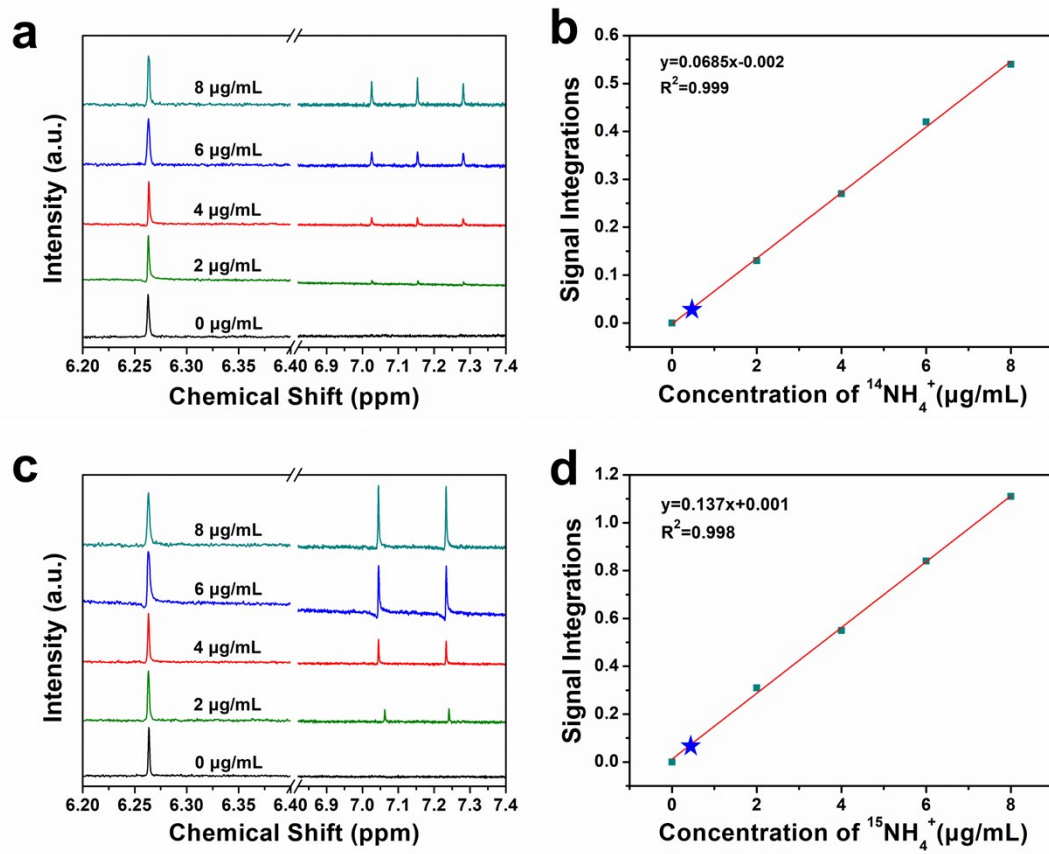 a
8 μg/mL
6 μg/mL
4 μg/mL
2 μg/mL
0 μg/mL
Intensity (a.u.)
6.20 6.25 6.30 6.35 6.40 6.9 7.0 7.1 7.2 7.3 7.4
Chemical Shift (ppm)
b
y=0.0685x-0.002
R²=0.999
0.6
0.5
0.4
0.3
0.2
0.1
0.0
Signal Integrations
0 2 4 6 8
Concentration of ¹⁴NH₄⁺(μg/mL)
c
8 μg/mL
6 μg/mL
4 μg/mL
2 μg/mL
0 μg/mL
Intensity (a.u.)
6.20 6.25 6.30 6.35 6.9 7.0 7.1 7.2 7.3 7.4
Chemical Shift (ppm)
d
y=0.137x+0.001
R²=0.998
1.2
1.0
0.8
0.6
0.4
0.2
0.0
Signal Integrations
0 2 4 6 8
Concentration of ¹⁵NH₄⁺(μg/mL)